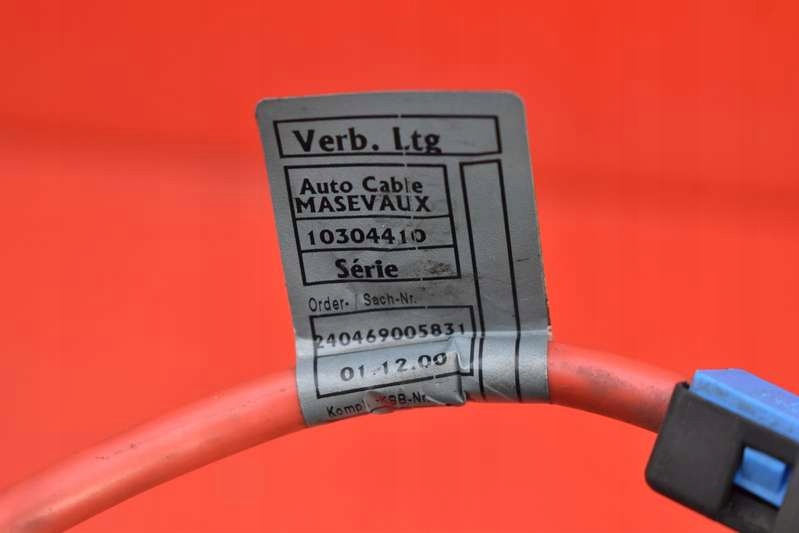 Verb. Ltg
Auto Cable
MASEVAUX
10304410
Série
Order- / Sach-Nr.
240469005831
01.12.00